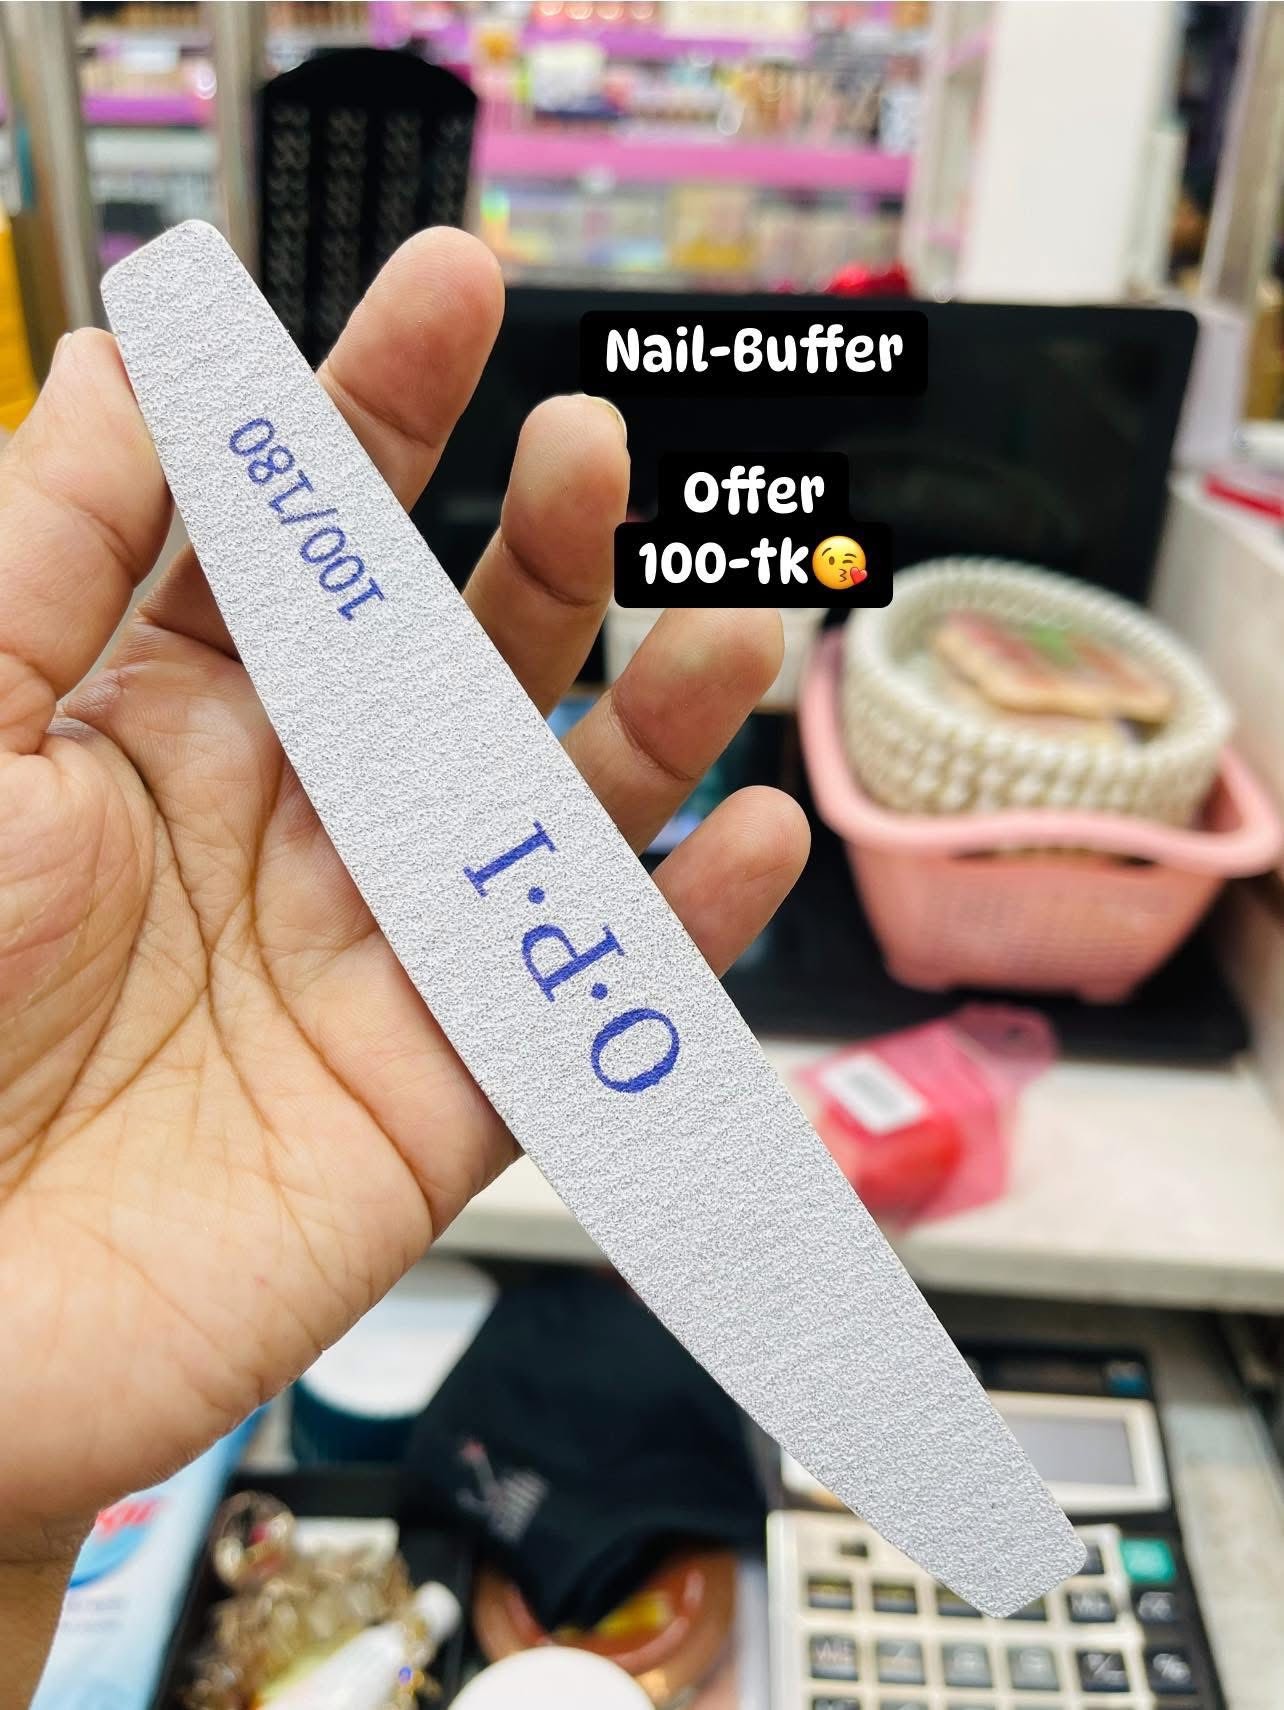 Nail-Buffer
Offer
100-tk😘
100/180
O·P·I